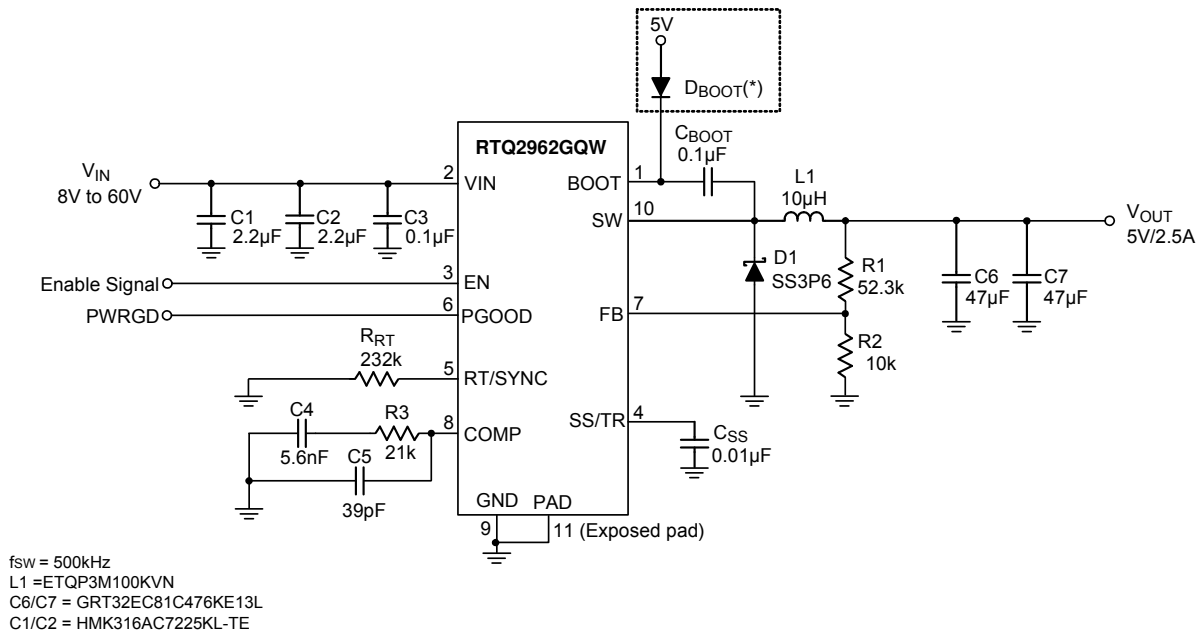 5V
DBOOT(*)
RTQ2962GQW
CBOOT
0.1µF
VIN
8V to 60V
2
VIN
BOOT
1
L1
10µH
SW
10
VOUT
5V/2.5A
C1
2.2µF
C2
2.2µF
C3
0.1µF
D1
SS3P6
R1
52.3k
C6
47µF
C7
47µF
Enable Signal
3
EN
PWRGD
6
PGOOD
FB
7
R2
10k
RRT
232k
5
RT/SYNC
C4
5.6nF
R3
21k
8
COMP
C5
39pF
SS/TR
4
CSS
0.01µF
GND
PAD
9
11 (Exposed pad)
fsw = 500kHz
L1 =ETQP3M100KVN
C6/C7 = GRT32EC81C476KE13L
C1/C2 = HMK316AC7225KL-TE